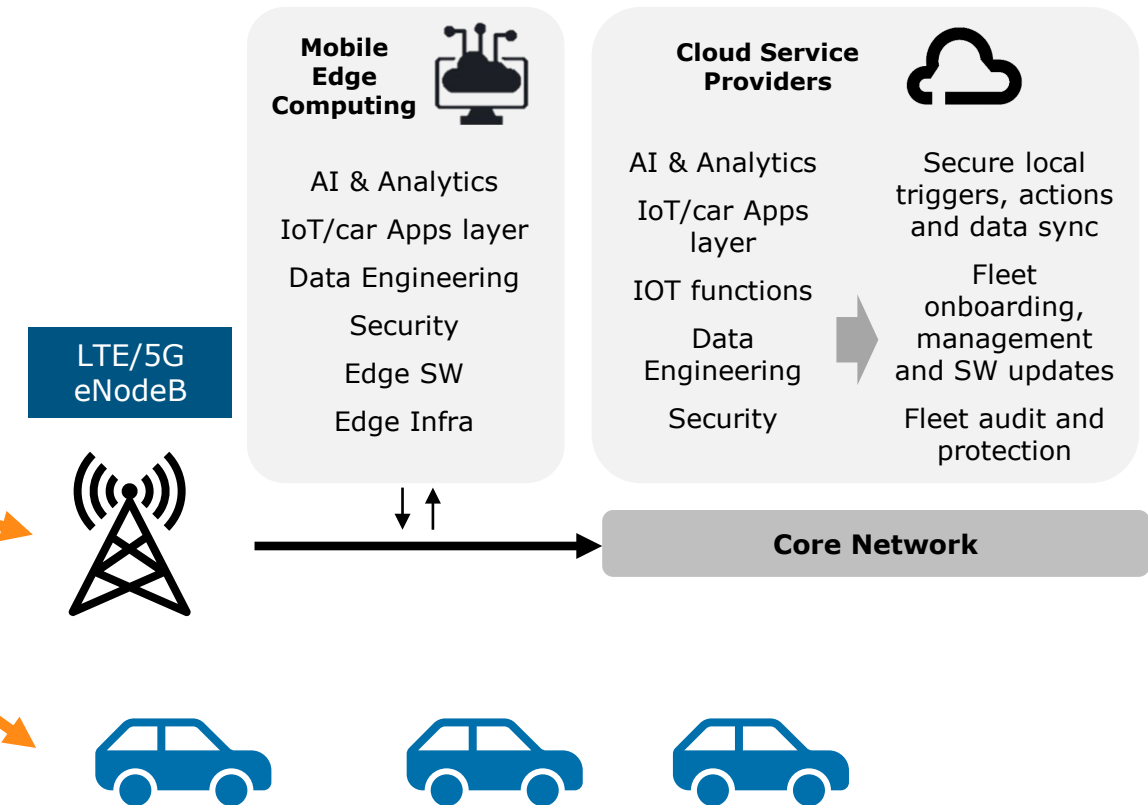 Mobile
Edge
Computing
AI & Analytics
IoT/car Apps layer
Data Engineering
Security
Edge SW
Edge Infra
Cloud Service
Providers
AI & Analytics
IoT/car Apps
layer
IOT functions
Data
Engineering
Security
Secure local
triggers, actions
and data sync
Fleet
onboarding,
management
and SW updates
Fleet audit and
protection
LTE/5G
eNodeB
Core Network